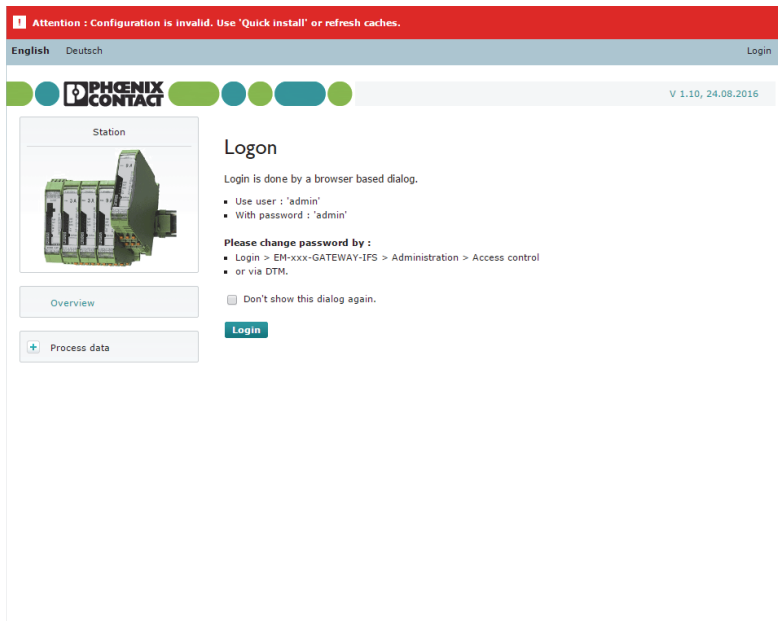 ! Attention : Configuration is invalid. Use 'Quick install' or refresh caches.
English Deutsch Login
PHŒNIX
CONTACT
V 1.10, 24.08.2016
Station
Logon
Login is done by a browser based dialog.
Use user : 'admin'
With password : 'admin'
Please change password by :
Login > EM-xxx-GATEWAY-IFS > Administration > Access control
or via DTM.
Overview
Don't show this dialog again.
Login
+ Process data